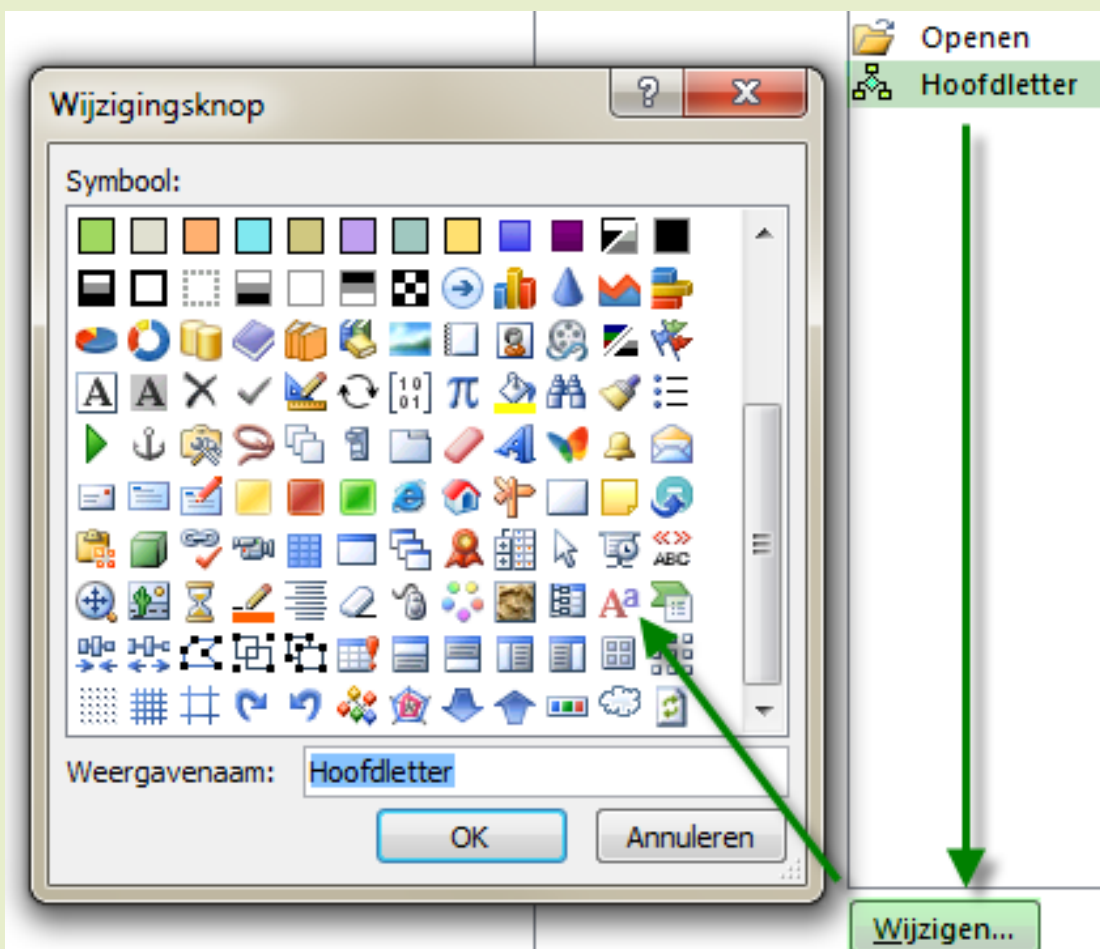 Openen
Hoofdletter
Wijzigingsknop
Symbool:
Weergavenaam: Hoofdletter
OK Annuleren
Wijzigen...